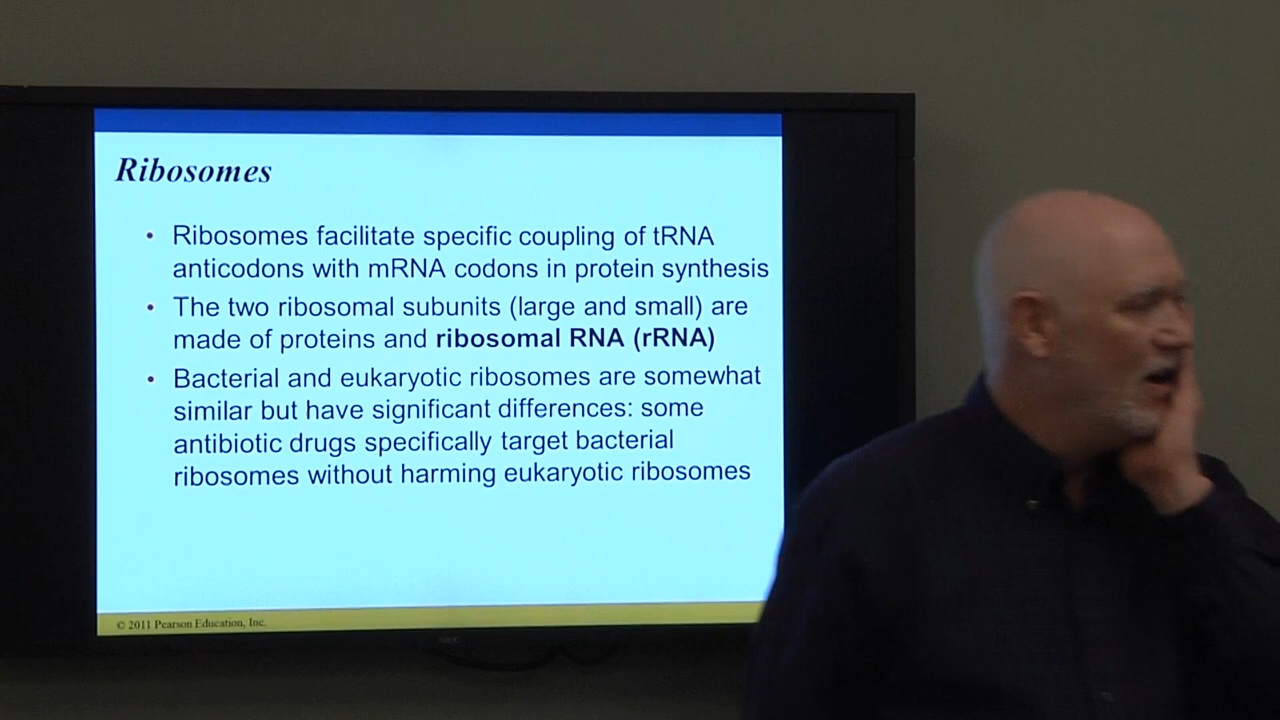 Ribosomes
• Ribosomes facilitate specific coupling of tRNA
anticodons with mRNA codons in protein synthesis
• The two ribosomal subunits (large and small) are
made of proteins and ribosomal RNA (rRNA)
• Bacterial and eukaryotic ribosomes are somewhat
similar but have significant differences: some
antibiotic drugs specifically target bacterial
ribosomes without harming eukaryotic ribosomes
© 2011 Pearson Education, Inc.